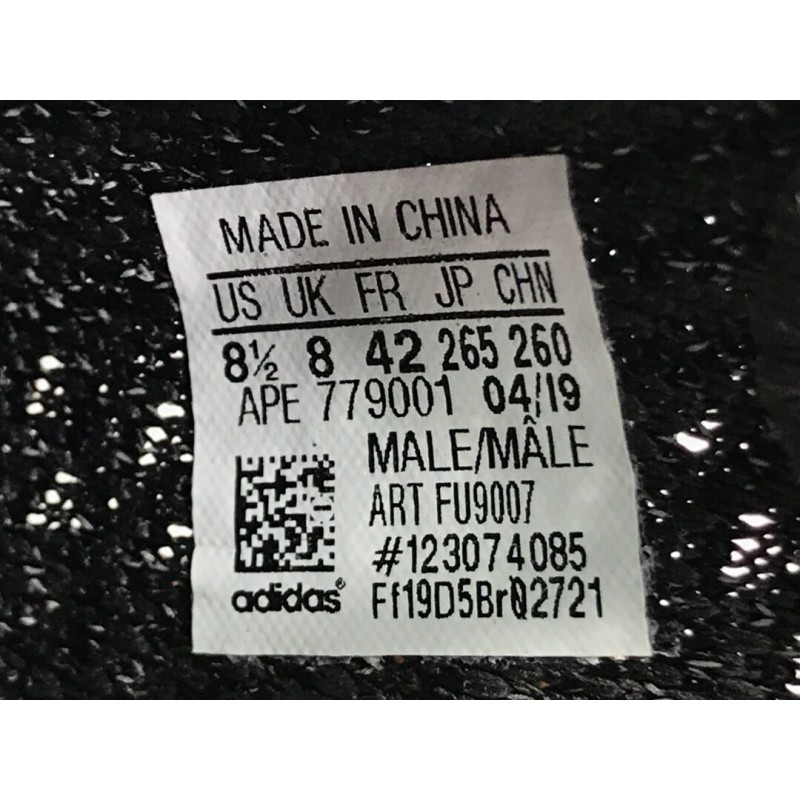 MADE IN CHINA
US UK FR JP CHN
8½ 8 42 265 260
APE 779001 04/19
MALE/MÂLE
ART FU9007
#123074085
adidas® Ff19D5BrQ2721